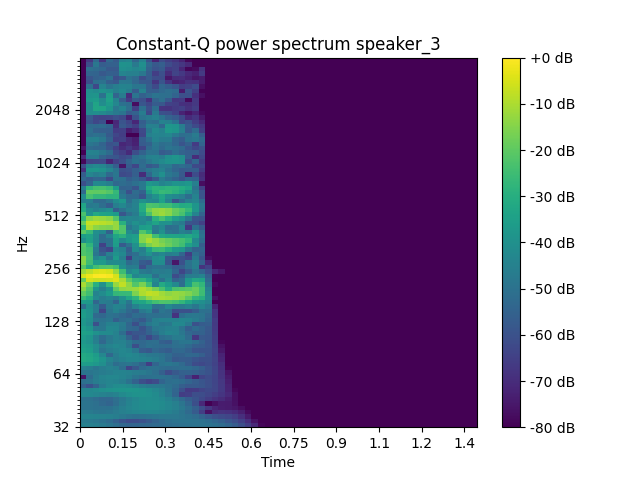 Constant-Q power spectrum speaker_3
Hz
2048
1024
512
256
128
64
32
0 0.15 0.3 0.45 0.6 0.75 0.9 1.1 1.2 1.4
Time
+0 dB
-10 dB
-20 dB
-30 dB
-40 dB
-50 dB
-60 dB
-70 dB
-80 dB